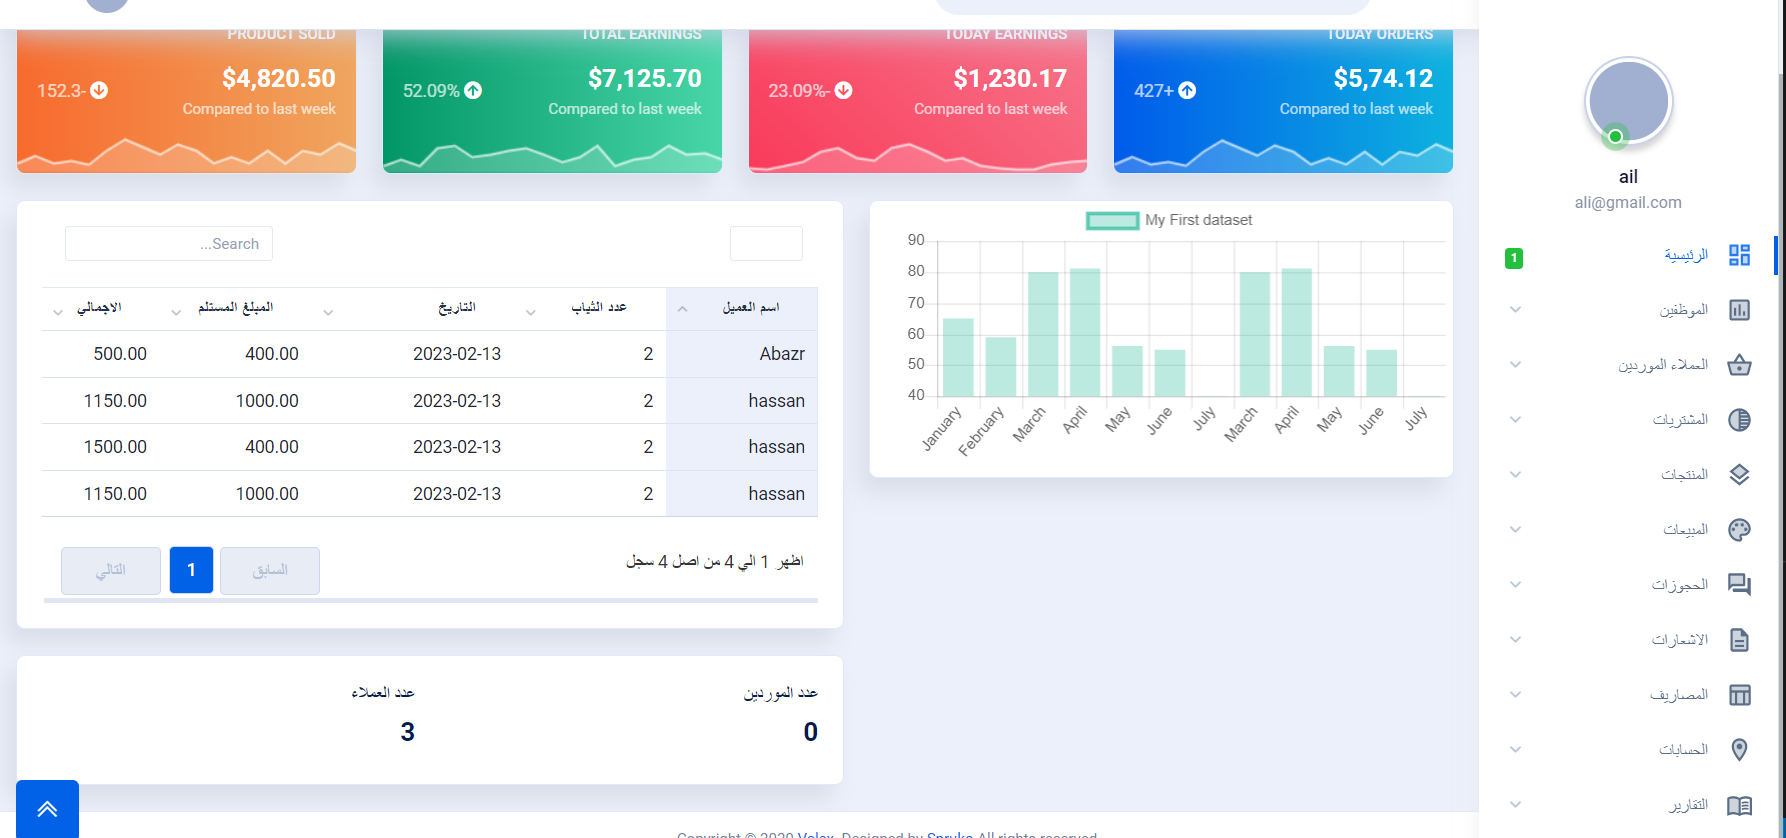 PRODUCT SOLD
$4,820.50
152.3-
Compared to last week
TOTAL EARNINGS
$7,125.70
52.09%
Compared to last week
TODAY EARNINGS
$1,230.17
23.09%-
Compared to last week
TODAY ORDERS
$5,74.12
427+
Compared to last week
ail
ali@gmail.com
الرئيسية
1
الموظفين
العملاء الموردين
المشتريات
المنتجات
المبيعات
الحجوزات
الاشعارات
المصاريف
الحسابات
التقارير
My First dataset
90
80
70
60
50
40
January
February
March
April
May
June
July
March
April
May
June
July
...Search
اسم العميل
عدد الثياب
التاريخ
المبلغ المستلم
الاجمالي
Abazr 2 2023-02-13 400.00 500.00
hassan 2 2023-02-13 1000.00 1150.00
hassan 2 2023-02-13 400.00 1500.00
hassan 2 2023-02-13 1000.00 1150.00
اظهر 1 الي 4 من اصل 4 سجل
السابق
1
التالي
عدد الموردين
0
عدد العملاء
3
Copyright © 2020 Volex. Designed by Spruko All rights reserved.